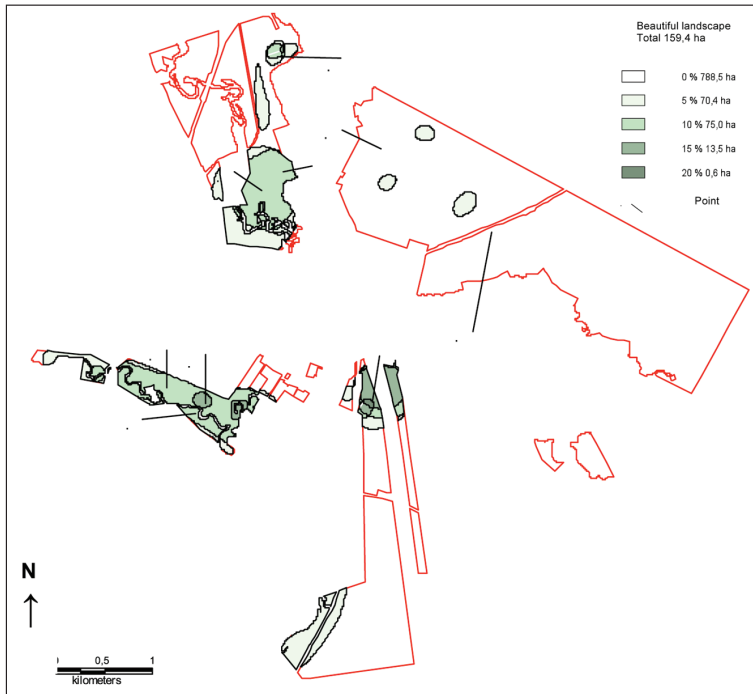 Beautiful landscape
Total 159,4 ha
0 % 788,5 ha
5 % 70,4 ha
10 % 75,0 ha
15 % 13,5 ha
20 % 0,6 ha
Point
N
0,5 1
kilometers